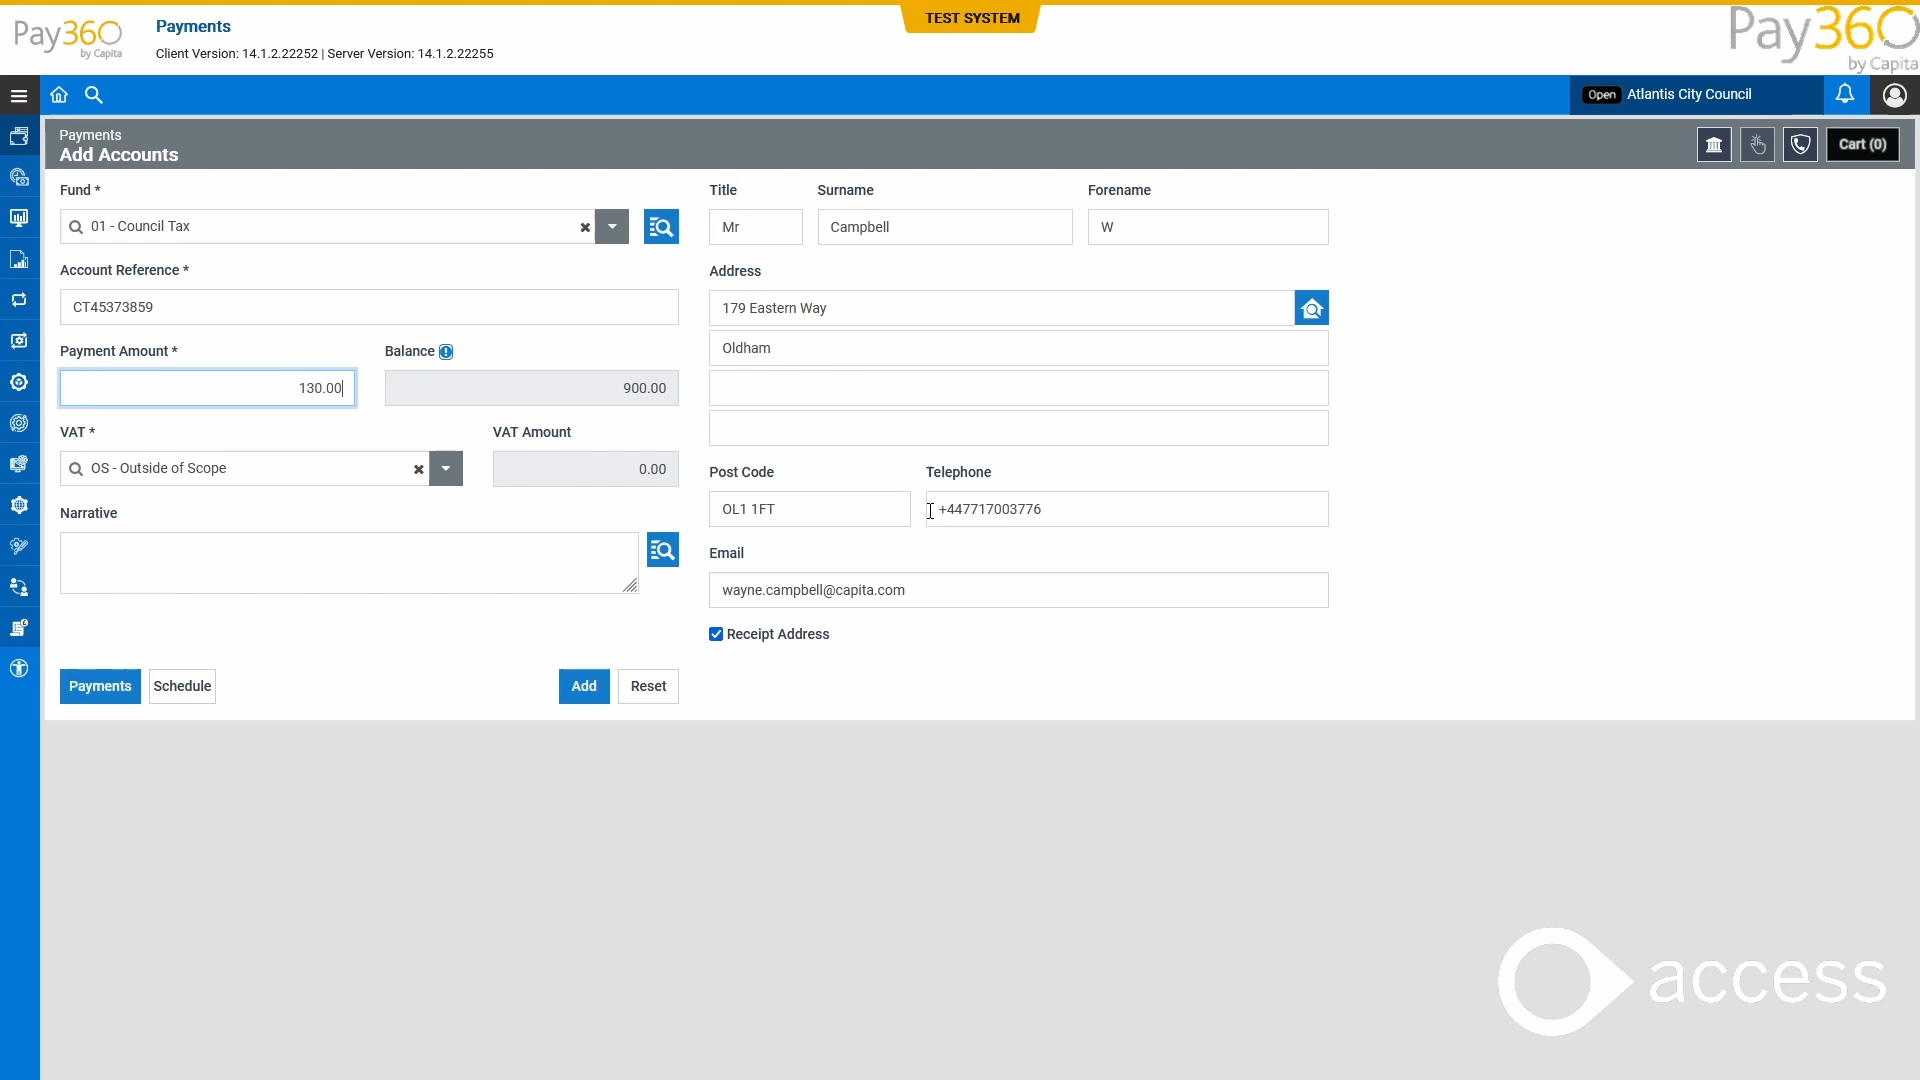 Pay360
by Capita
Payments
Client Version: 14.1.2.22252 | Server Version: 14.1.2.22255
TEST SYSTEM
Pay360
by Capita
Open Atlantis City Council
Payments
Add Accounts
Cart (0)
Fund *
01 - Council Tax
Account Reference *
CT45373859
Payment Amount *
Balance
130.00
900.00
VAT *
VAT Amount
OS - Outside of Scope
0.00
Narrative
Payments
Schedule
Add
Reset
Title
Surname
Forename
Mr
Campbell
W
Address
179 Eastern Way
Oldham
Post Code
Telephone
OL1 1FT
+447717003776
Email
wayne.campbell@capita.com
Receipt Address
access